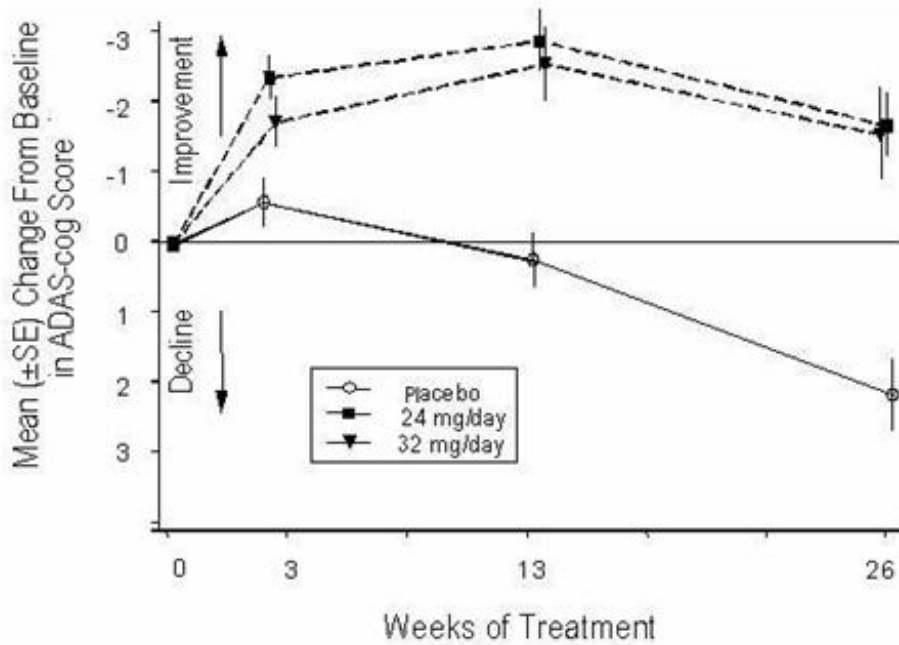 Mean (±SE) Change From Baseline
in ADAS-cog Score
Improvement
Decline
-3
-2
-1
0
1
2
3
Placebo
24 mg/day
32 mg/day
0 3 13 26
Weeks of Treatment